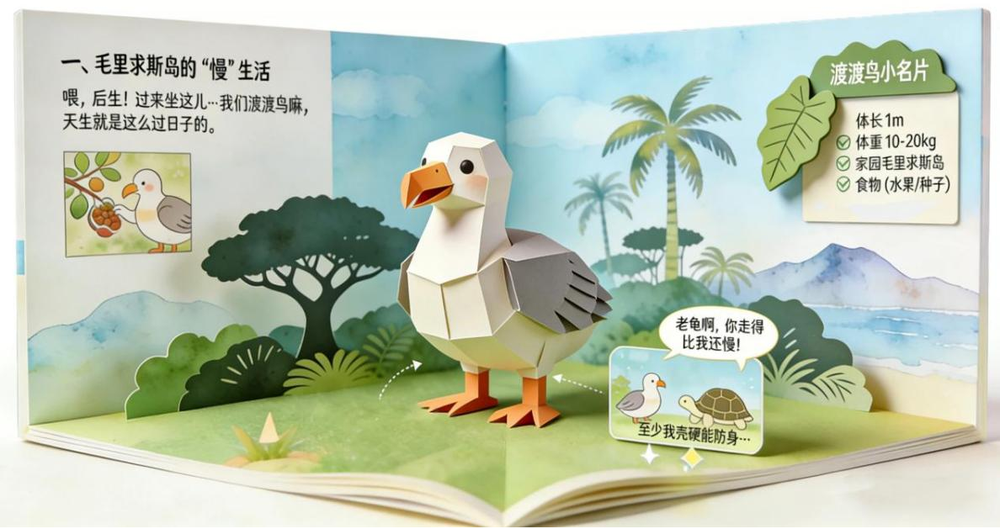 一、毛里求斯岛的“慢”生活
喂，后生！过来坐这儿…我们渡渡鸟嘛，
天生就是这么过日子的。
渡渡鸟小名片
体长1m
体重10-20kg
家园毛里求斯岛
食物(水果/种子)
老龟啊，你走得
比我还慢！
至少我壳硬能防身…